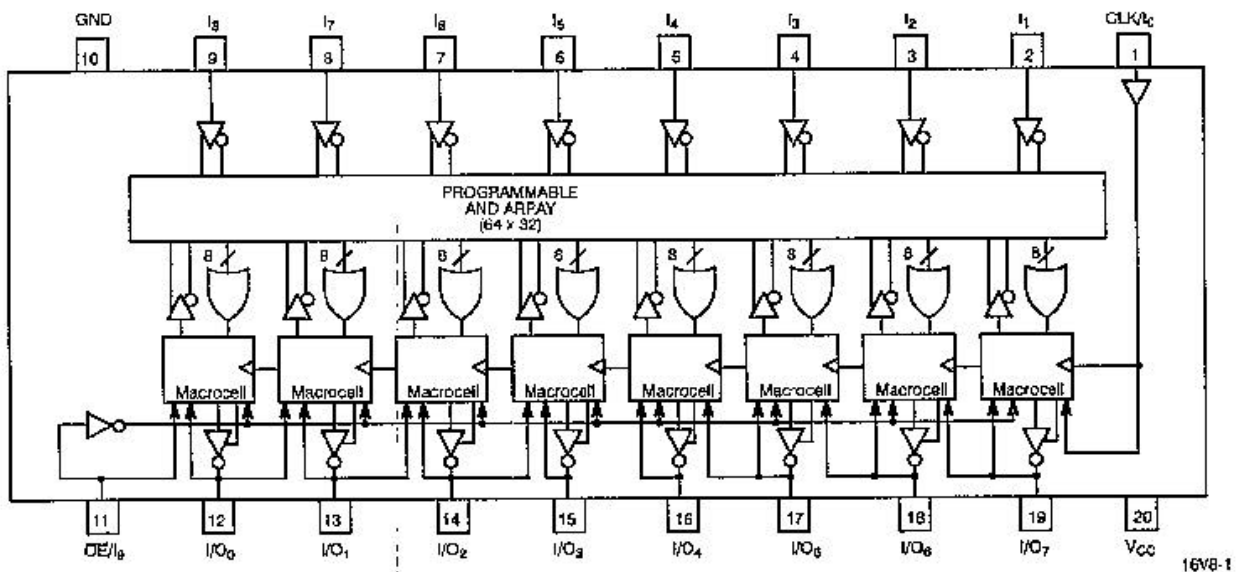 GND I8 I7 I6 I5 I4 I3 I2 I1 CLK/I0
10 9 8 7 6 5 4 3 2 1
PROGRAMMABLE
AND ARRAY
(64 x 32)
8 8 8 8 8 8 8 8
Macrocell Macrocell Macrocell Macrocell Macrocell Macrocell Macrocell Macrocell
11 12 13 14 15 16 17 18 19 20
OE/I9 I/O0 I/O1 I/O2 I/O3 I/O4 I/O5 I/O6 I/O7 VCC
16V8-1